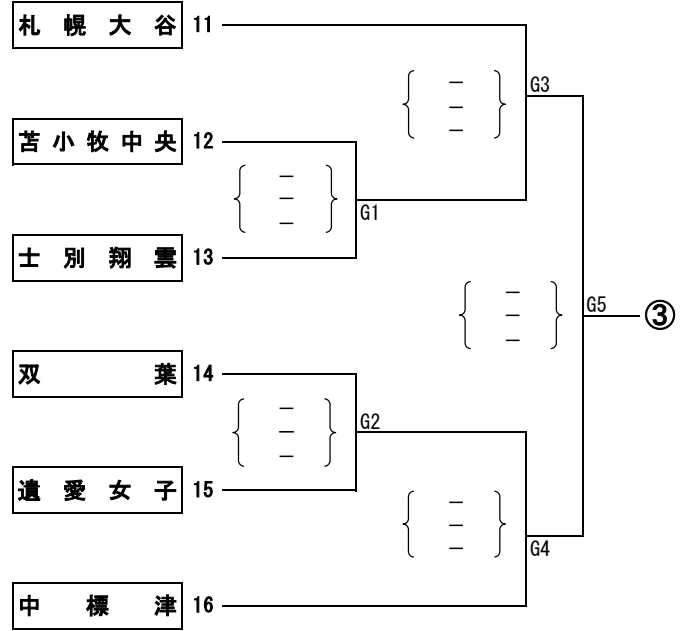 札幌大谷 11
G3
苫小牧中央 12
G1
士別翔雲 13
G5
③
双葉 14
G2
遺愛女子 15
G4
中標津 16